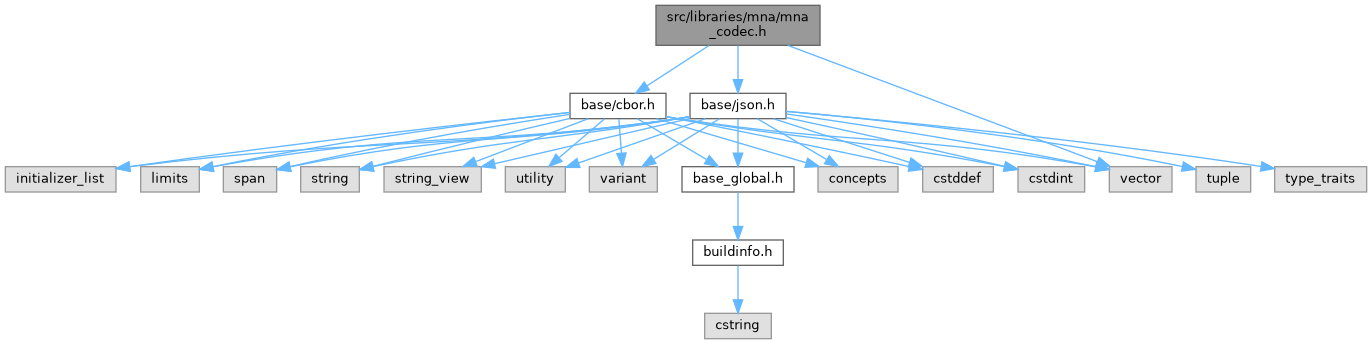 src/libraries/mna/mna
_codec.h
base/cbor.h
base/json.h
initializer_list
limits
span
string
string_view
utility
variant
base_global.h
concepts
cstddef
cstdint
vector
tuple
type_traits
buildinfo.h
cstring